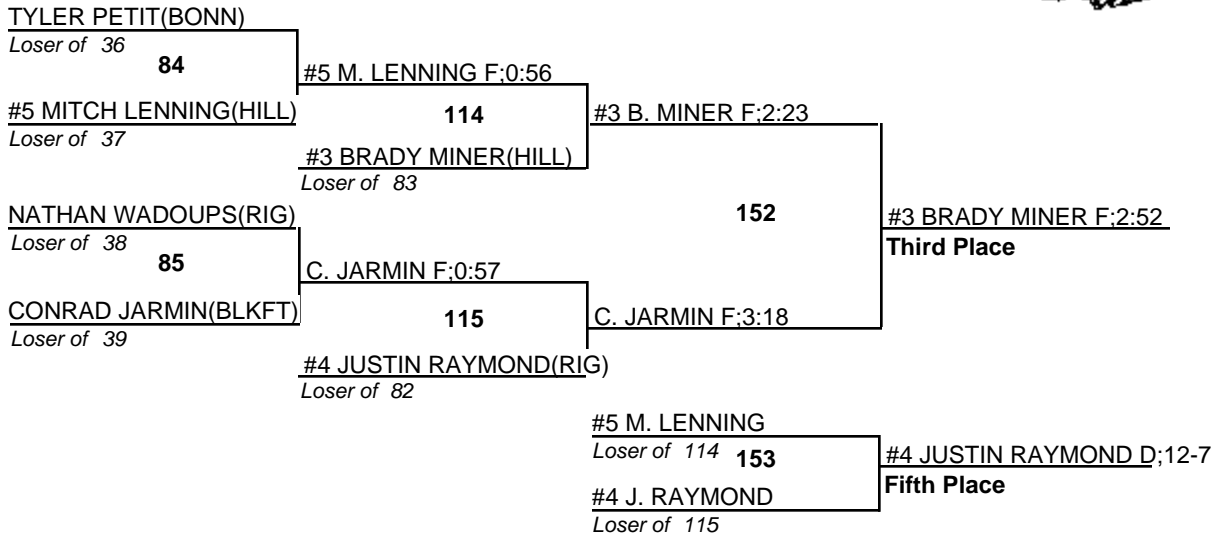 TYLER PETIT(BONN)
Loser of 36
84
#5 M. LENNING F;0:56
#5 MITCH LENNING(HILL)
Loser of 37
114
#3 B. MINER F;2:23
#3 BRADY MINER(HILL)
Loser of 83
NATHAN WADOUPS(RIG)
Loser of 38
152
#3 BRADY MINER F;2:52
Third Place
85
C. JARMIN F;0:57
CONRAD JARMIN(BLKFT)
Loser of 39
115
C. JARMIN F;3:18
#4 JUSTIN RAYMOND(RIG)
Loser of 82
#5 M. LENNING
Loser of 114
153
#4 JUSTIN RAYMOND D;12-7
Fifth Place
#4 J. RAYMOND
Loser of 115